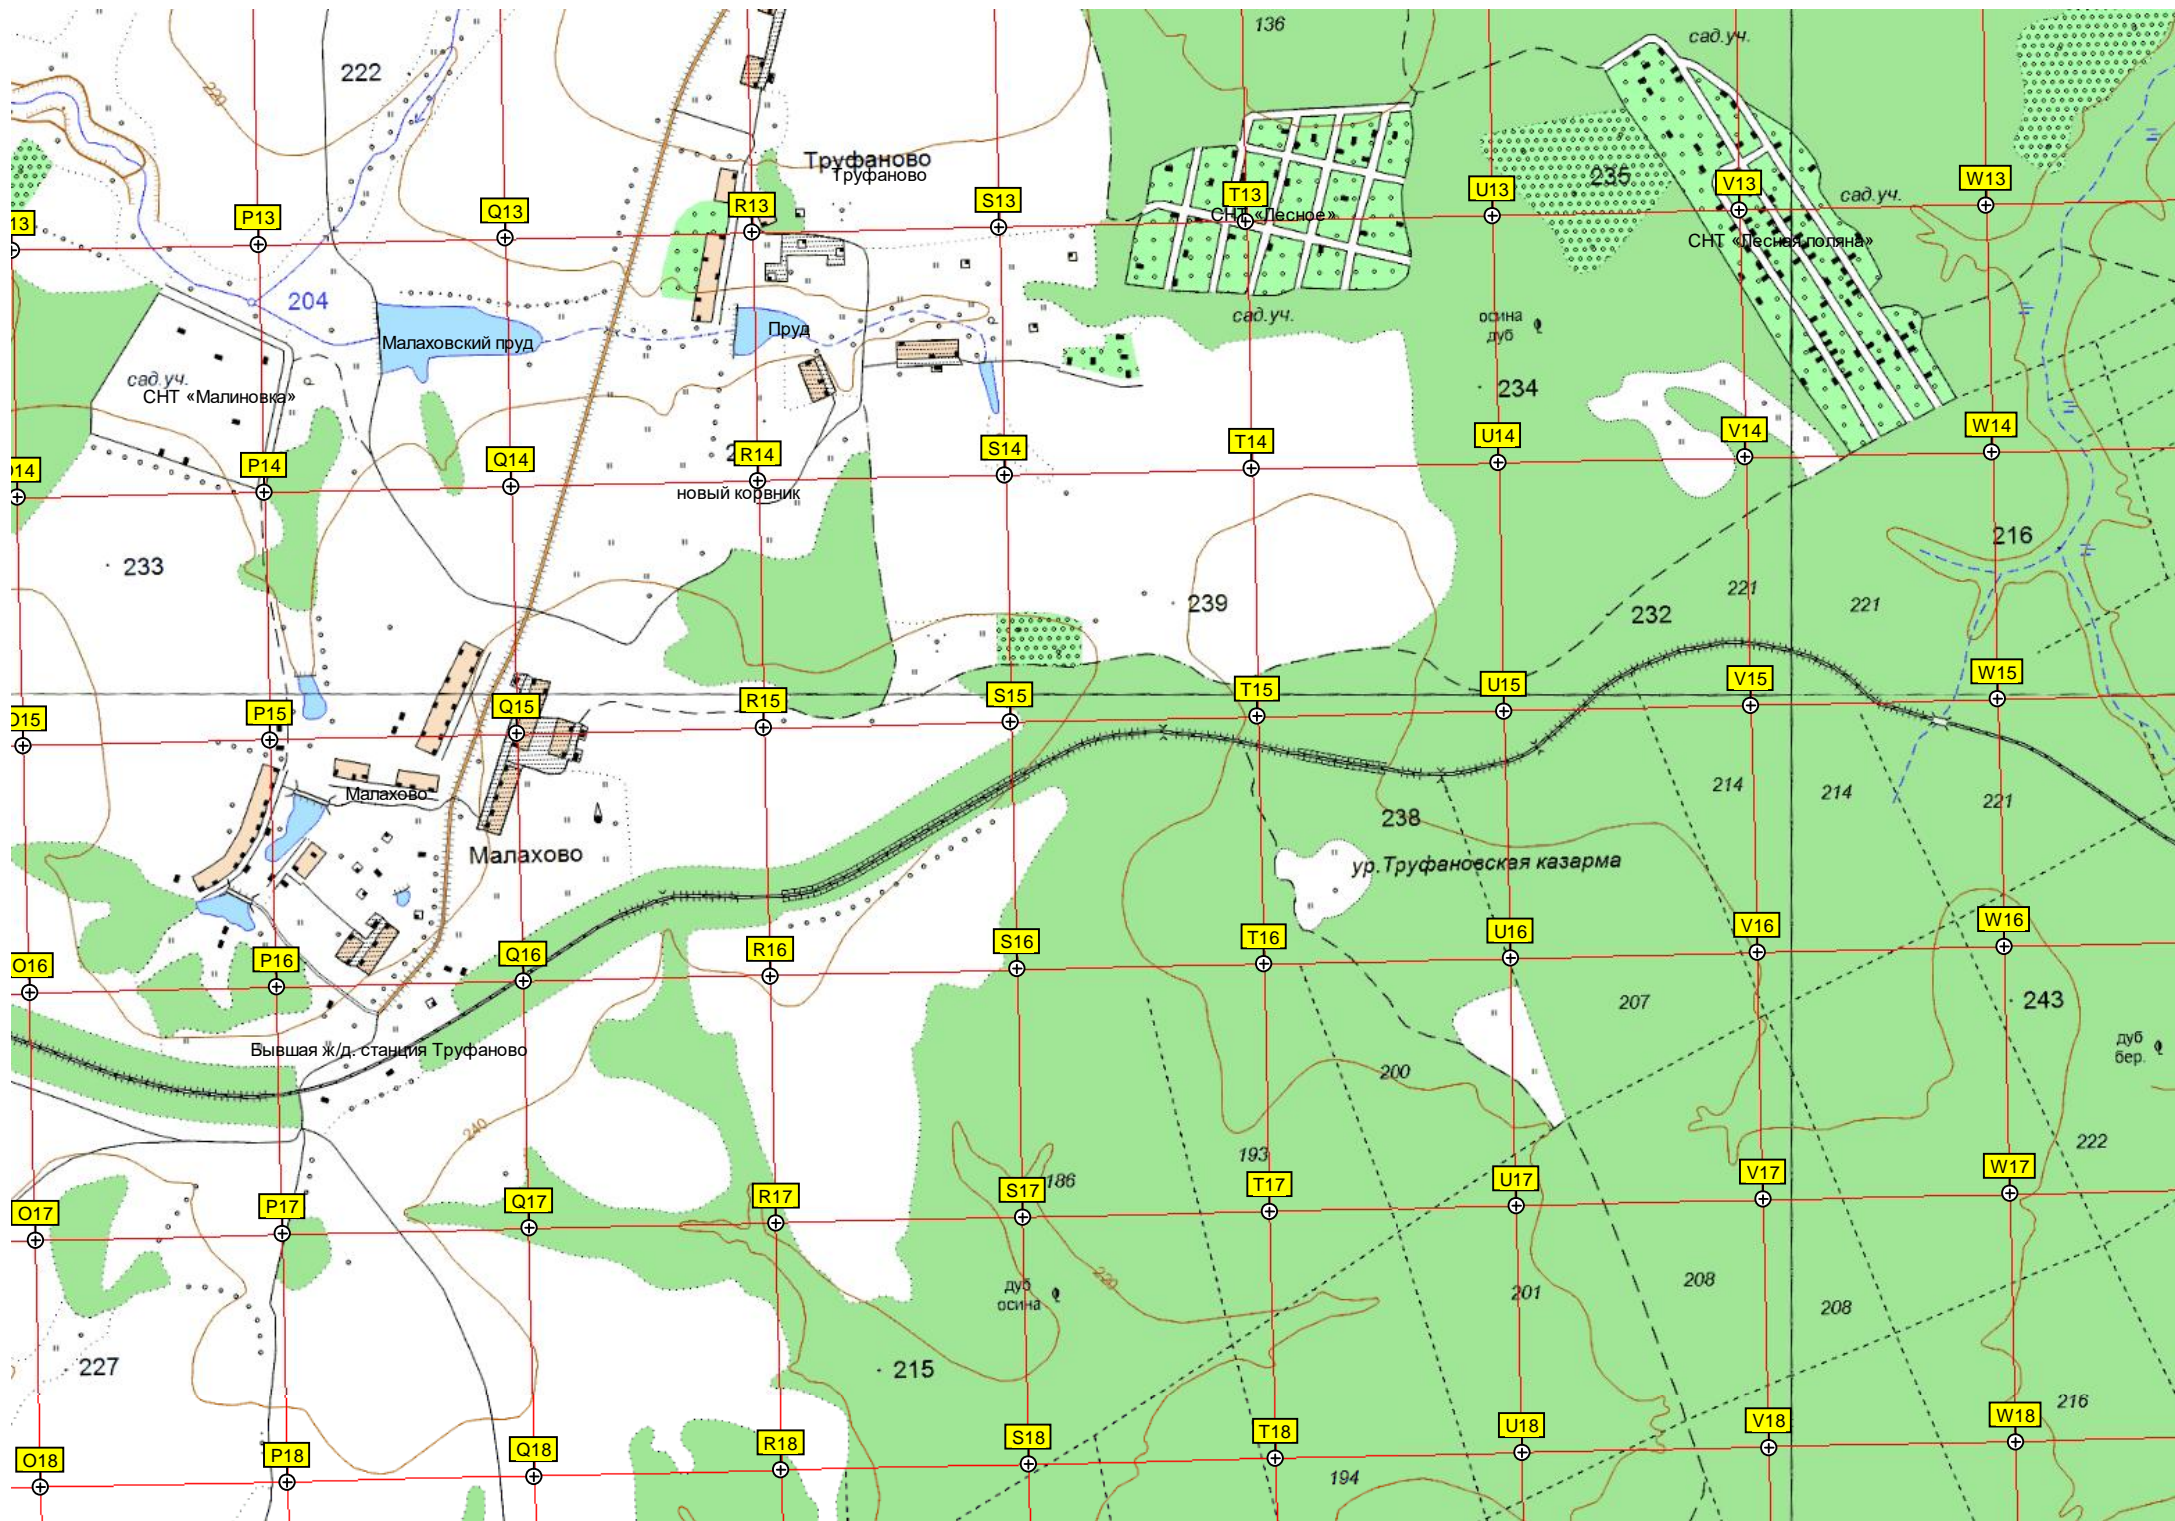 136
сад.уч.
222
220
Труфаново
Труфаново
235
13
P13
Q13
R13
S13
T13
U13
V13
W13
сад.уч.
СНТ «Лесное»
СНТ «Лесная поляна»
204
Малаховский пруд
Пруд
сад.уч.
осина
дуб
сад.уч.
СНТ «Малиновка»
234
14
P14
Q14
R14
S14
T14
U14
V14
W14
новый корвник
216
233
221
221
239
232
O15
P15
Q15
R15
S15
T15
U15
V15
W15
214
214
221
Малахово
238
Малахово
ур.Труфановская казарма
O16
P16
Q16
R16
S16
T16
U16
V16
W16
207
243
Бывшая ж/д. станция Труфаново
дуб
бер.
200
240
193
222
186
O17
P17
Q17
R17
S17
T17
U17
V17
W17
220
дуб
осина
201
208
208
227
215
216
O18
P18
Q18
R18
S18
T18
U18
V18
W18
194